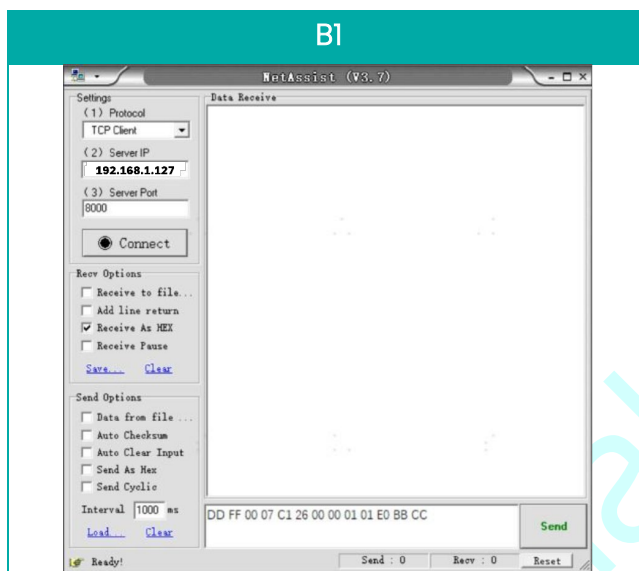 B1
NetAssist (V3.7)
Settings
(1) Protocol
TCP Client
(2) Server IP
192.168.1.127
(3) Server Port
8000
Connect
Recv Options
Receive to file...
Add line return
Receive As HEX
Receive Pause
Save... Clear
Send Options
Data from file ...
Auto Checksum
Auto Clear Input
Send As Hex
Send Cyclic
Interval 1000 ms
Load... Clear
Data Receive
DD FF 00 07 C1 26 00 00 01 01 E0 BB CC
Send
Ready!
Send : 0 Recv : 0 Reset